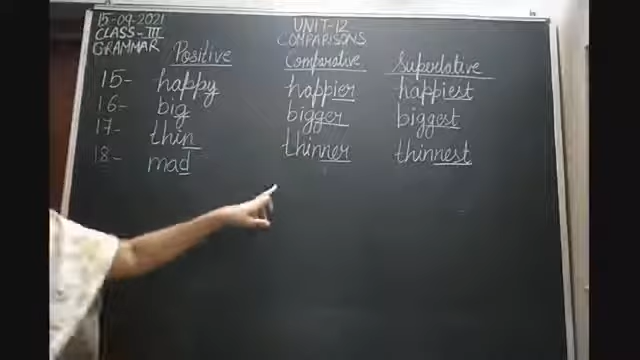 15-09-2021 UNIT-12
CLASS-III COMPARISONS
GRAMMAR
Positive Comparative Superlative
15- happy happier happiest
16- big bigger biggest
17- thin thinner thinnest
18- mad